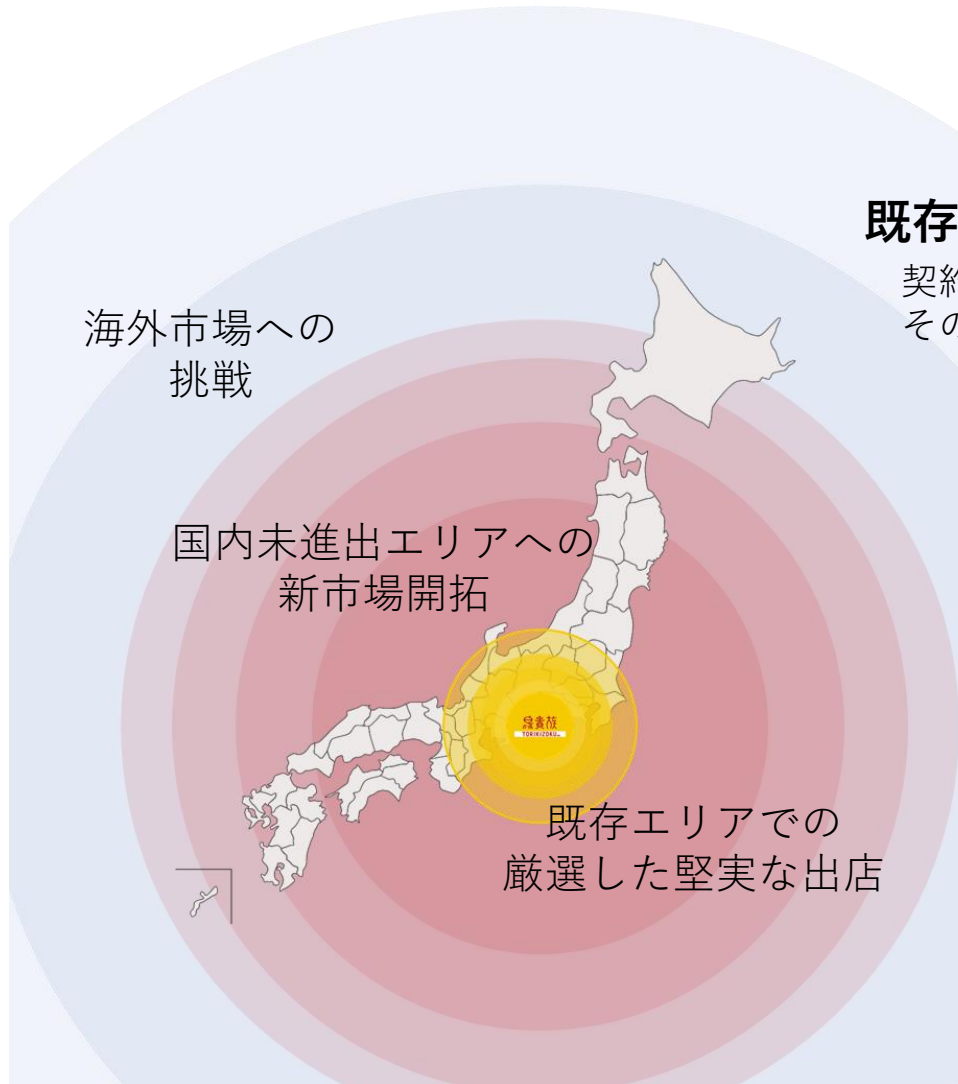 既存
契約
その
海外市場への
挑戦
国内未進出エリアへの
新市場開拓
鳥貴族
TORIKIZOKU
既存エリアでの
厳選した堅実な出店